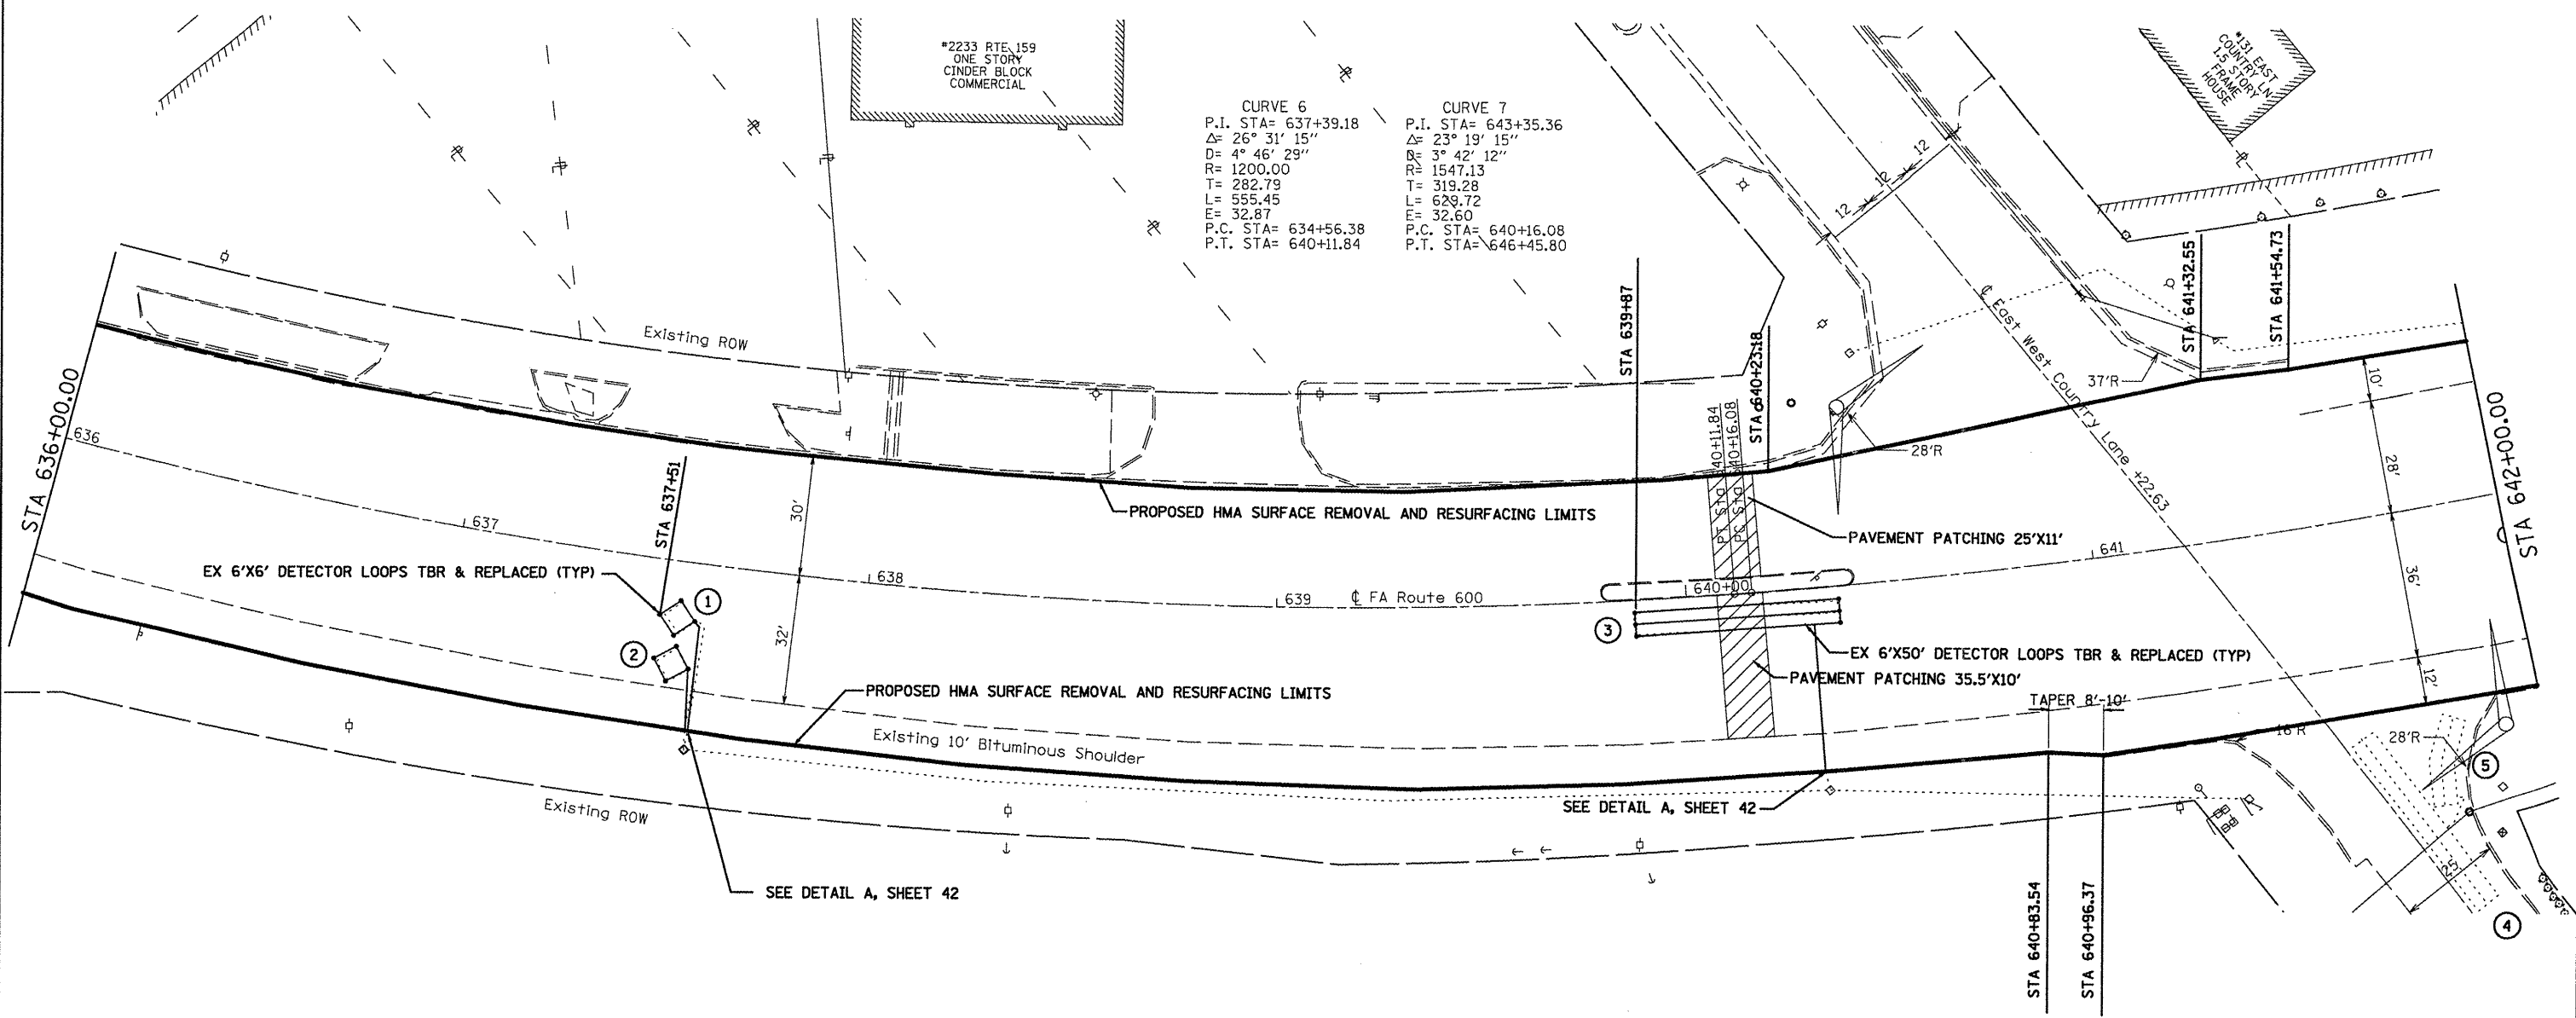 #2233 RTE 159
ONE STORY
CINDER BLOCK
COMMERCIAL
#131 EAST
COUNTRY LN
1.5 STORY
FRAME
HOUSE
CURVE 6
P.I. STA= 637+39.18
Δ= 26° 31' 15"
D= 4° 46' 29"
R= 1200.00
T= 282.79
L= 555.45
E= 32.87
P.C. STA= 634+56.38
P.T. STA= 640+11.84
CURVE 7
P.I. STA= 643+35.36
Δ= 23° 19' 15"
D= 3° 42' 12"
R= 1547.13
T= 319.28
L= 629.72
E= 32.60
P.C. STA= 640+16.08
P.T. STA= 646+45.80
12
12
12
STA 641+32.55
STA 641+54.73
STA 639+87
STA 640+23.18
Existing ROW
℄ East West Country Lane +22.63
37'R
10'
STA 636+00.00
636
STA 642+00.00
28'R
28'
40+11.84
40+16.08
PT STA
PC STA
637
STA 637+51
30'
PROPOSED HMA SURFACE REMOVAL AND RESURFACING LIMITS
PAVEMENT PATCHING 25'X11'
641
EX 6'X6' DETECTOR LOOPS TBR & REPLACED (TYP)
638
639
℄ FA Route 600
640+00
36'
1
2
3
32'
EX 6'X50' DETECTOR LOOPS TBR & REPLACED (TYP)
PAVEMENT PATCHING 35.5'X10'
12'
PROPOSED HMA SURFACE REMOVAL AND RESURFACING LIMITS
TAPER 8'-10'
Existing 10' Bituminous Shoulder
16'R
28'R
5
Existing ROW
SEE DETAIL A, SHEET 42
SEE DETAIL A, SHEET 42
25'
4
STA 640+83.54
STA 640+96.37